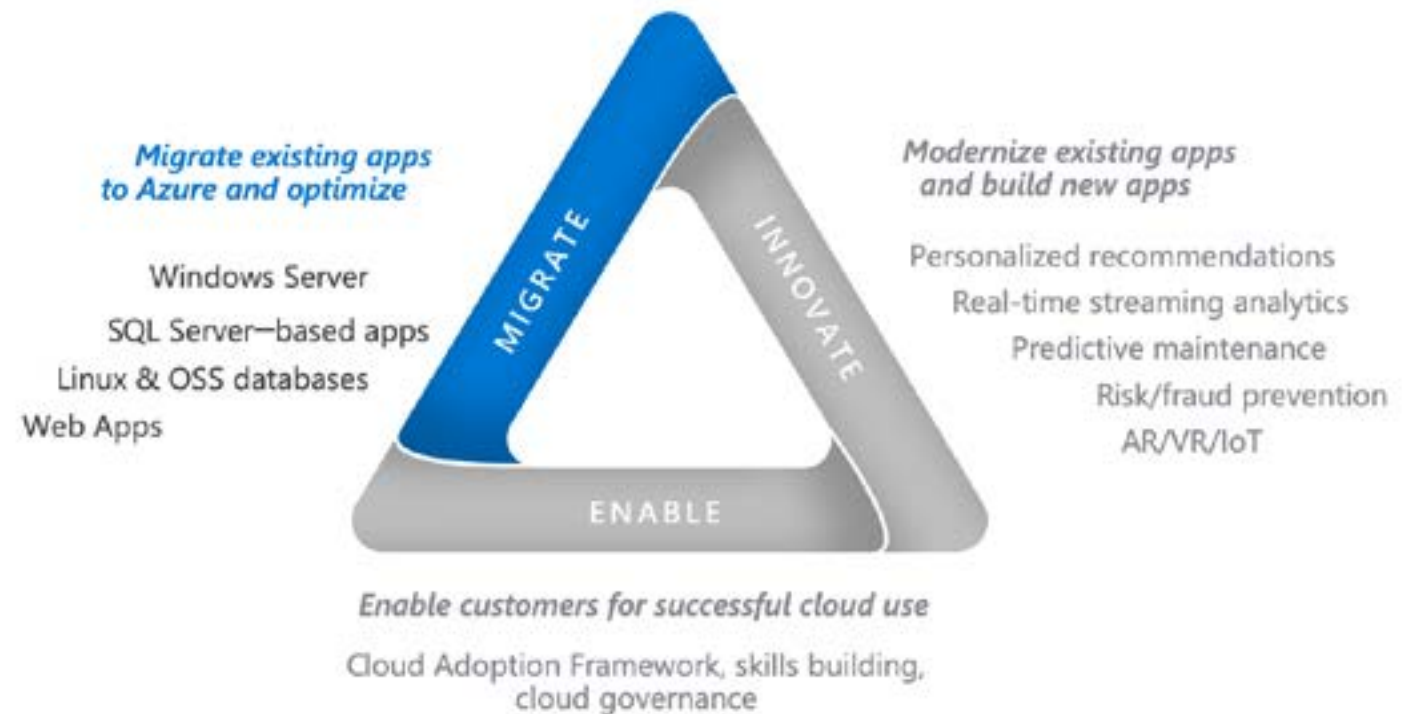 Migrate existing apps
to Azure and optimize
Windows Server
SQL Server—based apps
Linux & OSS databases
Web Apps
MIGRATE
INNOVATE
ENABLE
Modernize existing apps
and build new apps
Personalized recommendations
Real-time streaming analytics
Predictive maintenance
Risk/fraud prevention
AR/VR/IoT
Enable customers for successful cloud use
Cloud Adoption Framework, skills building,
cloud governance